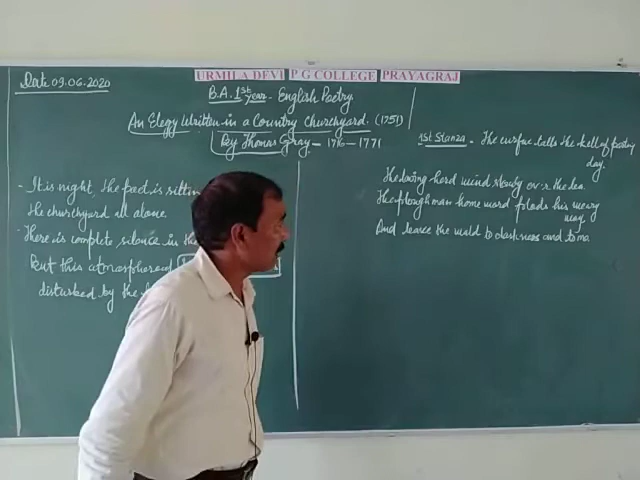 URMILA DEVI P G COLLEGE PRAYAGRAJ
Date 09.06.2020
B.A. 1st year - English Poetry
An Elegy Written in a Country Churchyard. (1751)
By Thomas Gray - 1716-1771
It is night, the poet is
the churchyard all alone.
There is complete silence in the
But this atmosphere
disturbed by the
1st Stanza - The curfew tolls the knell of
day.
The lowing herd wind slowly o'er the lea.
The ploughman home ward plods his weary
way
And leave the world to darkness and to me.